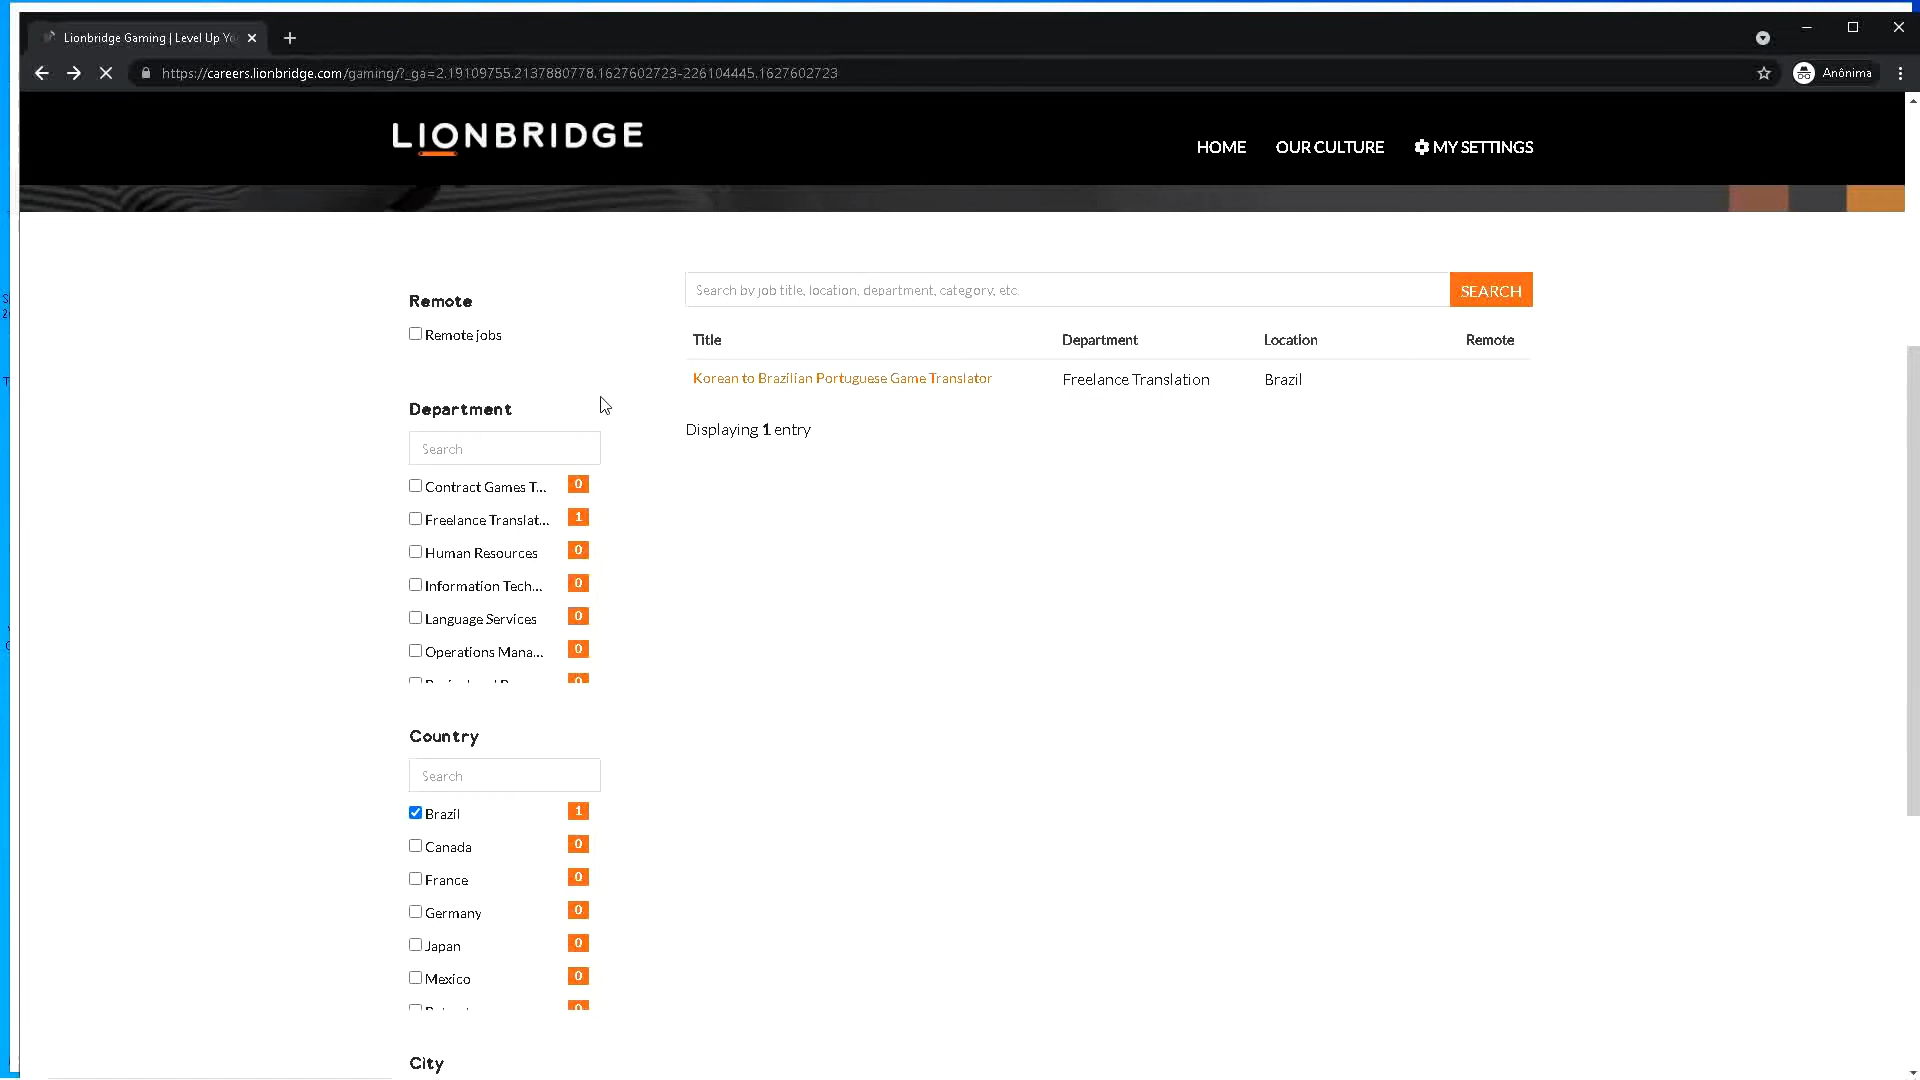 Lionbridge Gaming | Level Up Yo
https://careers.lionbridge.com/gaming/?_ga=2.19109755.2137880778.1627602723-226104445.1627602723
Anônima
LIONBRIDGE
HOME OUR CULTURE MY SETTINGS
Remote
Remote jobs
Search by job title, location, department, category, etc.
SEARCH
Title Department Location Remote
Korean to Brazilian Portuguese Game Translator Freelance Translation Brazil
Displaying 1 entry
Department
Search
Contract Games T... 0
Freelance Translat... 1
Human Resources 0
Information Tech... 0
Language Services 0
Operations Mana... 0
0
Country
Search
Brazil 1
Canada 0
France 0
Germany 0
Japan 0
Mexico 0
0
City